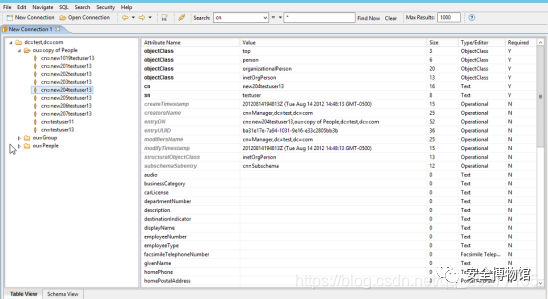 File Edit Navigate SQL Search Security Help
New Connection Open Connection Search: cn = * Find Now Clear Max Results: 1000
New Connection 1
dc=test,dc=com
ou=copy of People
cn=new1019testuser13
cn=new201testuser13
cn=new202testuser13
cn=new203testuser13
cn=new204testuser13
cn=new205testuser13
cn=new206testuser13
cn=new207testuser13
cn=testuser11
cn=testuser13
ou=Group
ou=People
Attribute Name Value Size Type/Editor Required
objectClass top 3 ObjectClass Y
objectClass person 6 ObjectClass Y
objectClass organizationalPerson 20 ObjectClass Y
objectClass inetOrgPerson 13 ObjectClass Y
cn new204testuser13 16 Text Y
sn testuser 8 Text Y
createTimestamp 20120814194813Z (Tue Aug 14 2012 14:48:13 GMT-0500) 15 Operational N
creatorsName cn=Manager,dc=test,dc=com 25 Operational N
entryDN cn=new204testuser13,ou=copy of People,dc=test,dc=com 52 Operational N
entryUUID 36 Operational N
modifiersName cn=Manager,dc=test,dc=com 25 Operational N
modifyTimestamp 20120814194813Z (Tue Aug 14 2012 14:48:13 GMT-0500) 15 Operational N
structuralObjectClass inetOrgPerson 13 Operational N
subschemaSubentry cn=Subschema 12 Operational N
audio 0 Text N
businessCategory 0 Text N
carLicense 0 Text N
departmentNumber 0 Text N
description 0 Text N
destinationIndicator 0 Text N
displayName 0 Text N
employeeNumber 0 Text N
employeeType 0 Text N
facsimileTelephoneNumber 0 Facsimile Telep... N
givenName 0 Text N
homePhone 0 Text N
homePostalAddress 0 Postal Address N
https://blog.csdn.net
安全博物馆
Table View Schema View